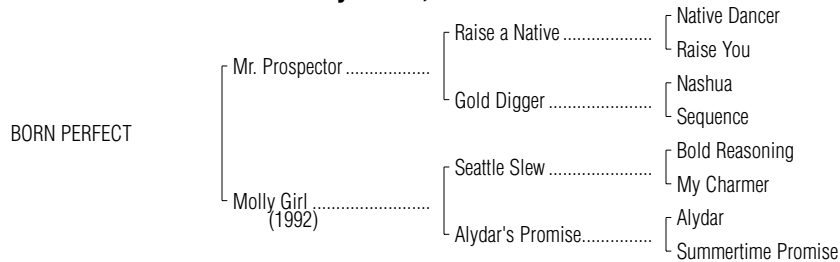 Native Dancer
Raise a Native ....................
Raise You
Mr. Prospector ..................
Nashua
Gold Digger .......................
Sequence
BORN PERFECT
Bold Reasoning
Seattle Slew .......................
My Charmer
Molly Girl ........................
(1992)
Alydar
Alydar's Promise...............
Summertime Promise